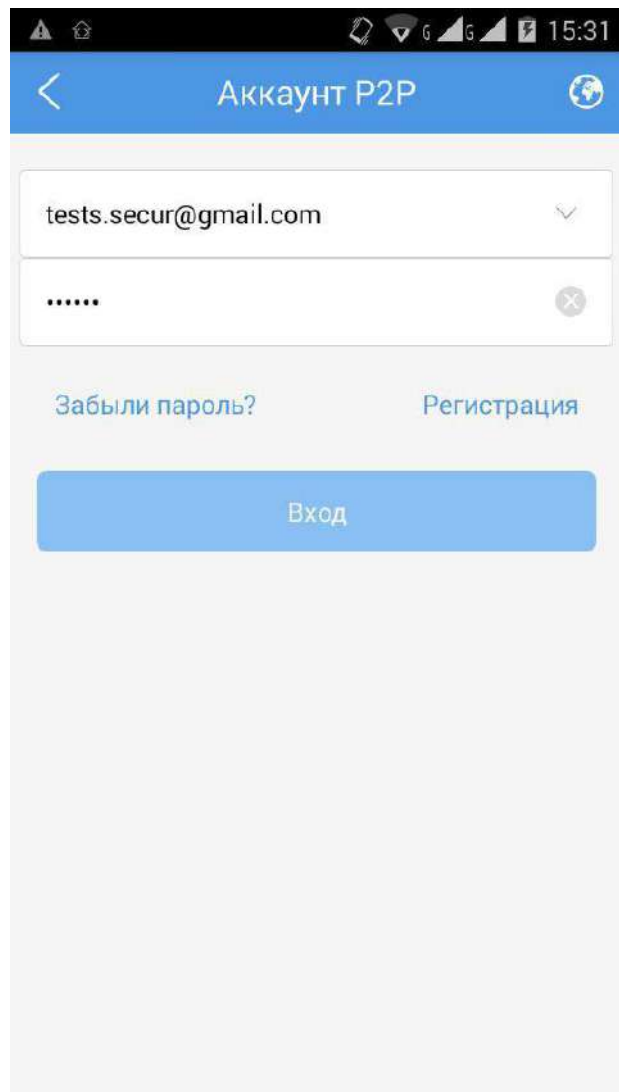 G G 15:31
Аккаунт P2P
tests.secur@gmail.com
••••••
Забыли пароль? Регистрация
Вход